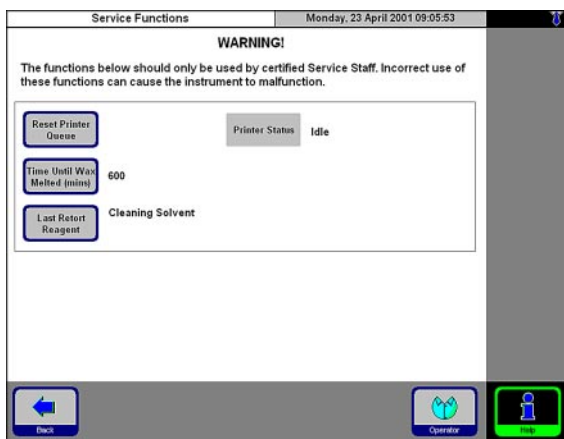 Service Functions
Monday, 23 April 2001 09:05:53
WARNING!
The functions below should only be used by certified Service Staff. Incorrect use of
these functions can cause the instrument to malfunction.
Reset Printer
Queue
Printer Status
Idle
Time Until Wax
Melted (mins)
600
Last Retort
Reagent
Cleaning Solvent
Back
Operator
Help